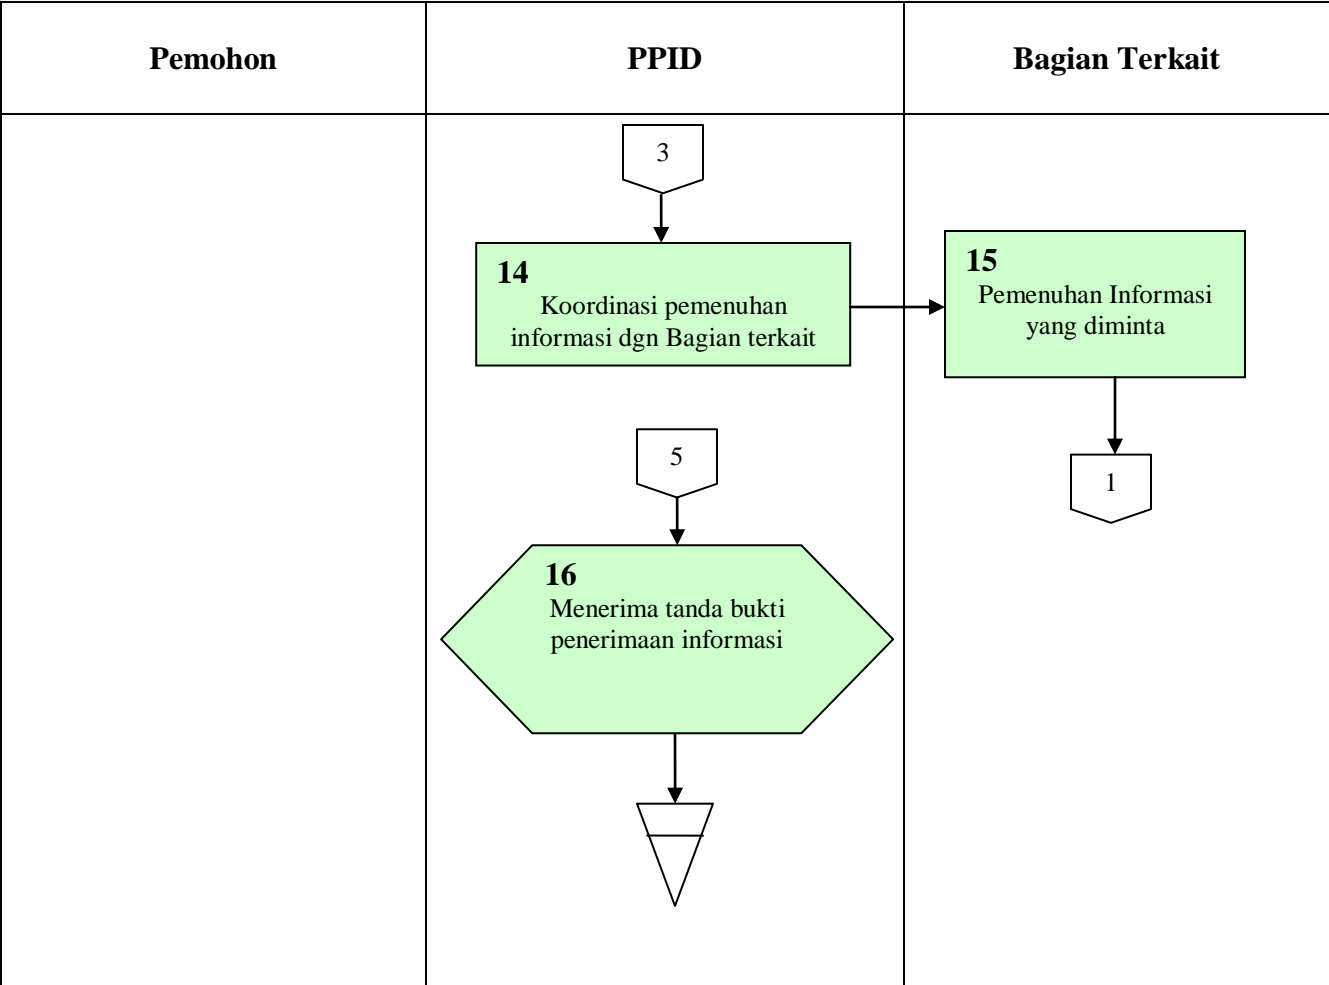 Pemohon
PPID
Bagian Terkait
3
14
Koordinasi pemenuhan
informasi dgn Bagian terkait
15
Pemenuhan Informasi
yang diminta
5
1
16
Menerima tanda bukti
penerimaan informasi